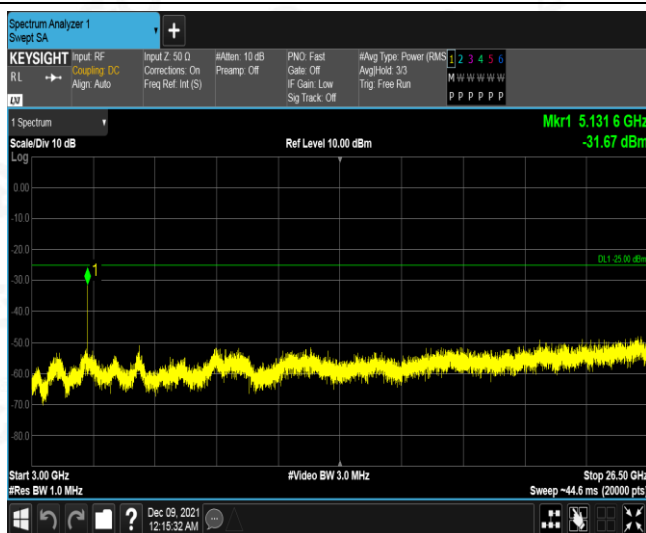 Spectrum Analyzer 1
Swept SA
+
KEYSIGHT Input: RF Input Z: 50 Ω #Atten: 10 dB PNO: Fast #Avg Type: Power (RMS 1 2 3 4 5 6
RL Coupling: DC Corrections: On Preamp: Off Gate: Off Avg|Hold: 3/3 M W W W W W
Align: Auto Freq Ref: Int (S) IF Gain: Low Trig: Free Run
Sig Track: Off P P P P P P
LXI
1 Spectrum Mkr1 5.131 6 GHz
Scale/Div 10 dB Ref Level 10.00 dBm -31.67 dBm
Log
0.00
-10.0
-20.0
DL1 -25.00 dBm
1
-30.0
-40.0
-50.0
-60.0
-70.0
-80.0
Start 3.00 GHz #Video BW 3.0 MHz Stop 26.50 GHz
#Res BW 1.0 MHz Sweep ~44.6 ms (20000 pts)
? Dec 09, 2021
12:15:32 AM